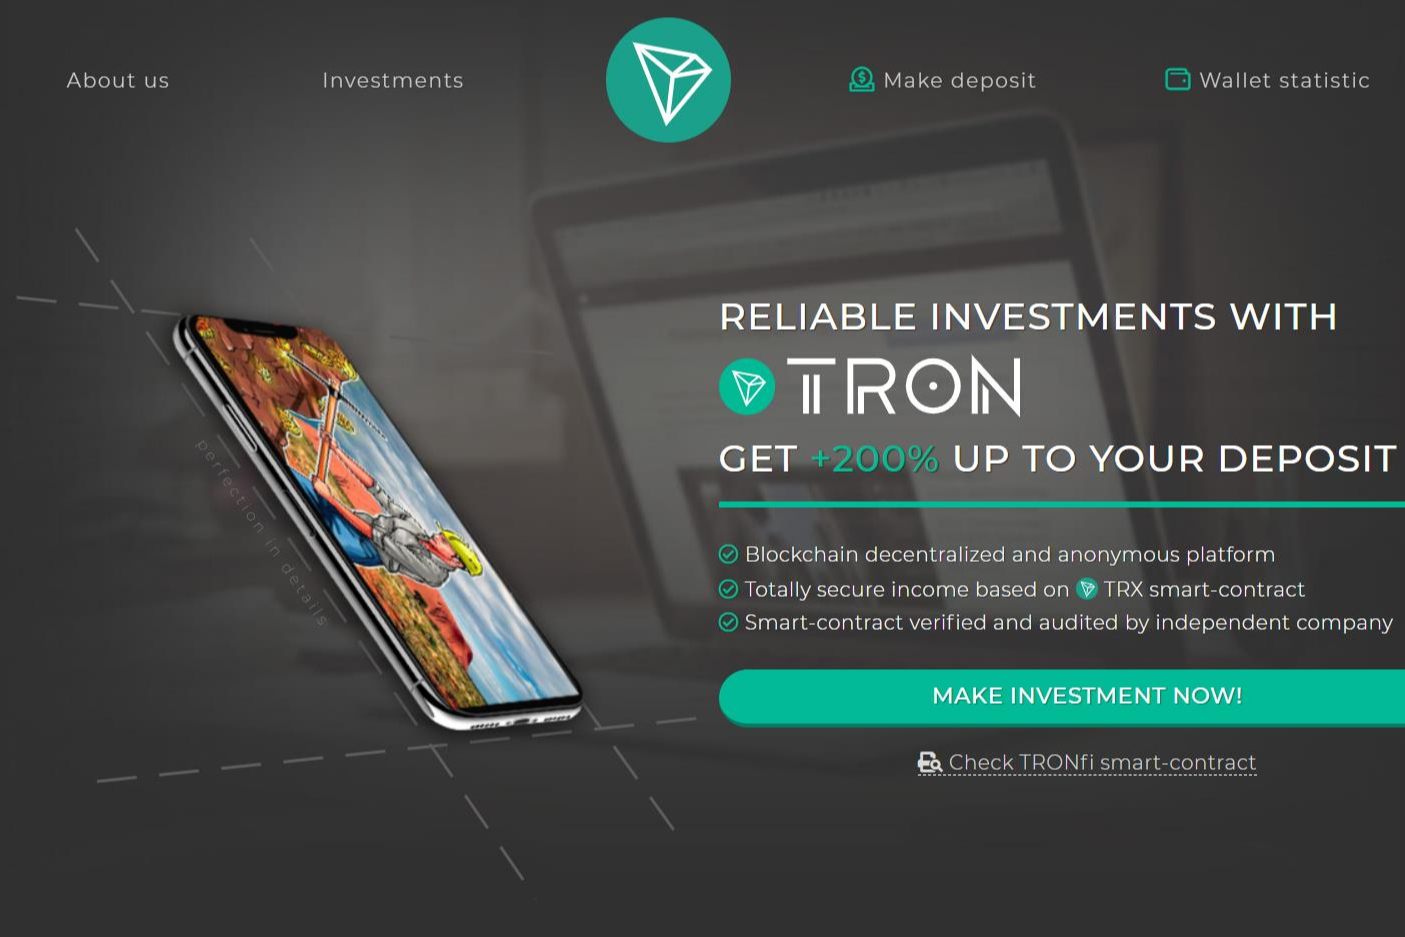 About us
Investments
Make deposit
Wallet statistic
RELIABLE INVESTMENTS WITH
TRON
GET +200% UP TO YOUR DEPOSIT
perfection in details
Blockchain decentralized and anonymous platform
Totally secure income based on TRX smart-contract
Smart-contract verified and audited by independent company
MAKE INVESTMENT NOW!
Check TRONfi smart-contract